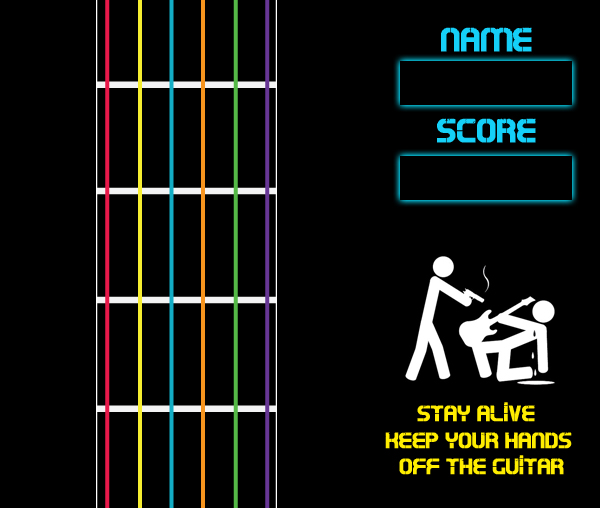 NAME
SCORE
STAY ALIVE
KEEP YOUR HANDS
OFF THE GUITAR